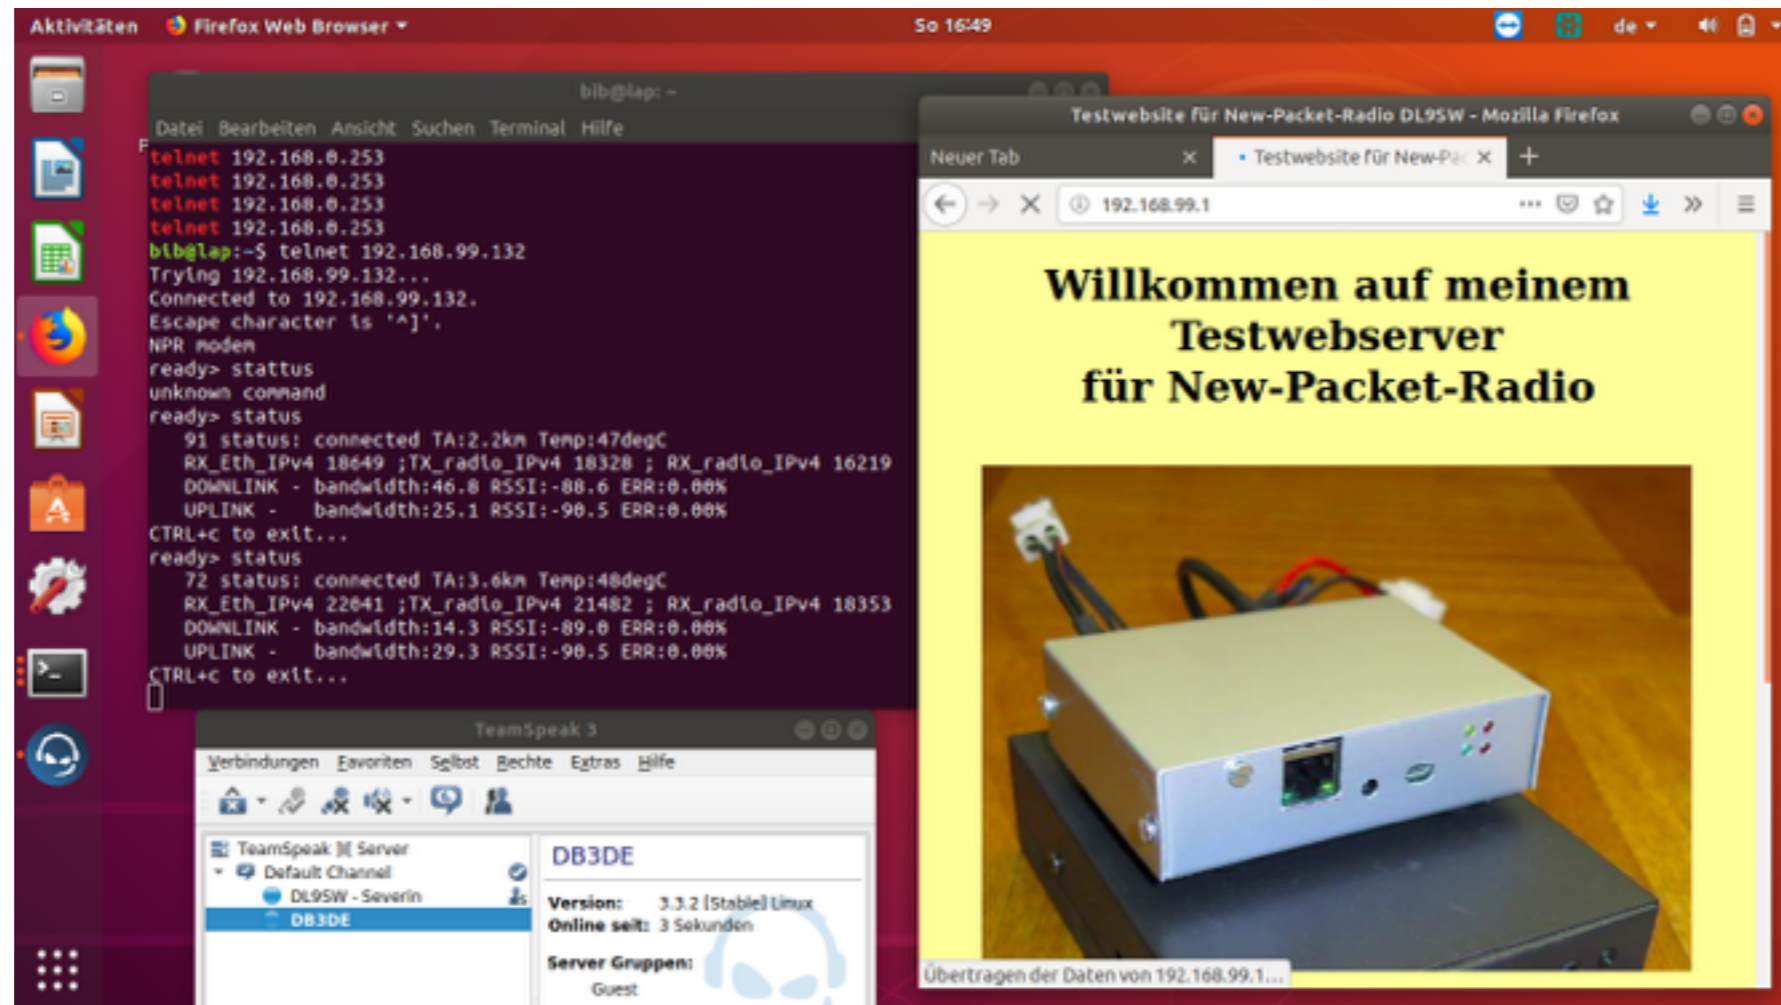 Aktivitäten Firefox Web Browser So 16:49 de
bib@lap: ~
Datei Bearbeiten Ansicht Suchen Terminal Hilfe
telnet 192.168.0.253
telnet 192.168.0.253
telnet 192.168.0.253
telnet 192.168.0.253
bib@lap:~$ telnet 192.168.99.132
Trying 192.168.99.132...
Connected to 192.168.99.132.
Escape character is '^]'.
NPR modem
ready> stattus
unknown command
ready> status
91 status: connected TA:2.2km Temp:47degC
RX_Eth_IPv4 18649 ;TX_radio_IPv4 18328 ; RX_radio_IPv4 16219
DOWNLINK - bandwidth:46.8 RSSI:-88.6 ERR:0.00%
UPLINK - bandwidth:25.1 RSSI:-90.5 ERR:0.00%
CTRL+c to exit...
ready> status
72 status: connected TA:3.6km Temp:48degC
RX_Eth_IPv4 22041 ;TX_radio_IPv4 21482 ; RX_radio_IPv4 18353
DOWNLINK - bandwidth:14.3 RSSI:-89.0 ERR:0.00%
UPLINK - bandwidth:29.3 RSSI:-90.5 ERR:0.00%
CTRL+c to exit...
TeamSpeak 3
Verbindungen Favoriten Selbst Rechte Extras Hilfe
TeamSpeak ]I[ Server
Default Channel
DL9SW - Severin
DB3DE
DB3DE
Version: 3.3.2 [Stable] Linux
Online seit: 3 Sekunden
Server Gruppen:
Guest
Testwebsite für New-Packet-Radio DL9SW - Mozilla Firefox
Neuer Tab Testwebsite für New-Pac
192.168.99.1
Willkommen auf meinem
Testwebserver
für New-Packet-Radio
Übertragen der Daten von 192.168.99.1...